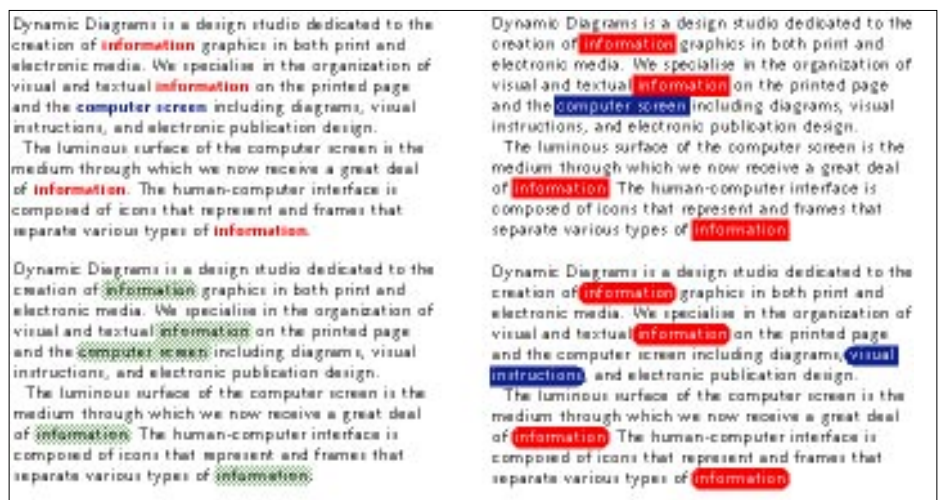 Dynamic Diagrams is a design studio dedicated to the
creation of information graphics in both print and
electronic media. We specialise in the organization of
visual and textual information on the printed page
and the computer screen including diagrams, visual
instructions, and electronic publication design.
The luminous surface of the computer screen is the
medium through which we now receive a great deal
of information. The human-computer interface is
composed of icons that represent and frames that
separate various types of information.
Dynamic Diagrams is a design studio dedicated to the
creation of information graphics in both print and
electronic media. We specialise in the organization of
visual and textual information on the printed page
and the computer screen including diagrams, visual
instructions, and electronic publication design.
The luminous surface of the computer screen is the
medium through which we now receive a great deal
of information. The human-computer interface is
composed of icons that represent and frames that
separate various types of information
Dynamic Diagrams is a design studio dedicated to the
creation of information graphics in both print and
electronic media. We specialise in the organization of
visual and textual information on the printed page
and the computer screen including diagrams, visual
instructions, and electronic publication design.
The luminous surface of the computer screen is the
medium through which we now receive a great deal
of information. The human-computer interface is
composed of icons that represent and frames that
separate various types of information.
Dynamic Diagrams is a design studio dedicated to the
creation of information graphics in both print and
electronic media. We specialise in the organization of
visual and textual information on the printed page
and the computer screen including diagrams, visual
instructions, and electronic publication design.
The luminous surface of the computer screen is the
medium through which we now receive a great deal
of information. The human-computer interface is
composed of icons that represent and frames that
separate various types of information